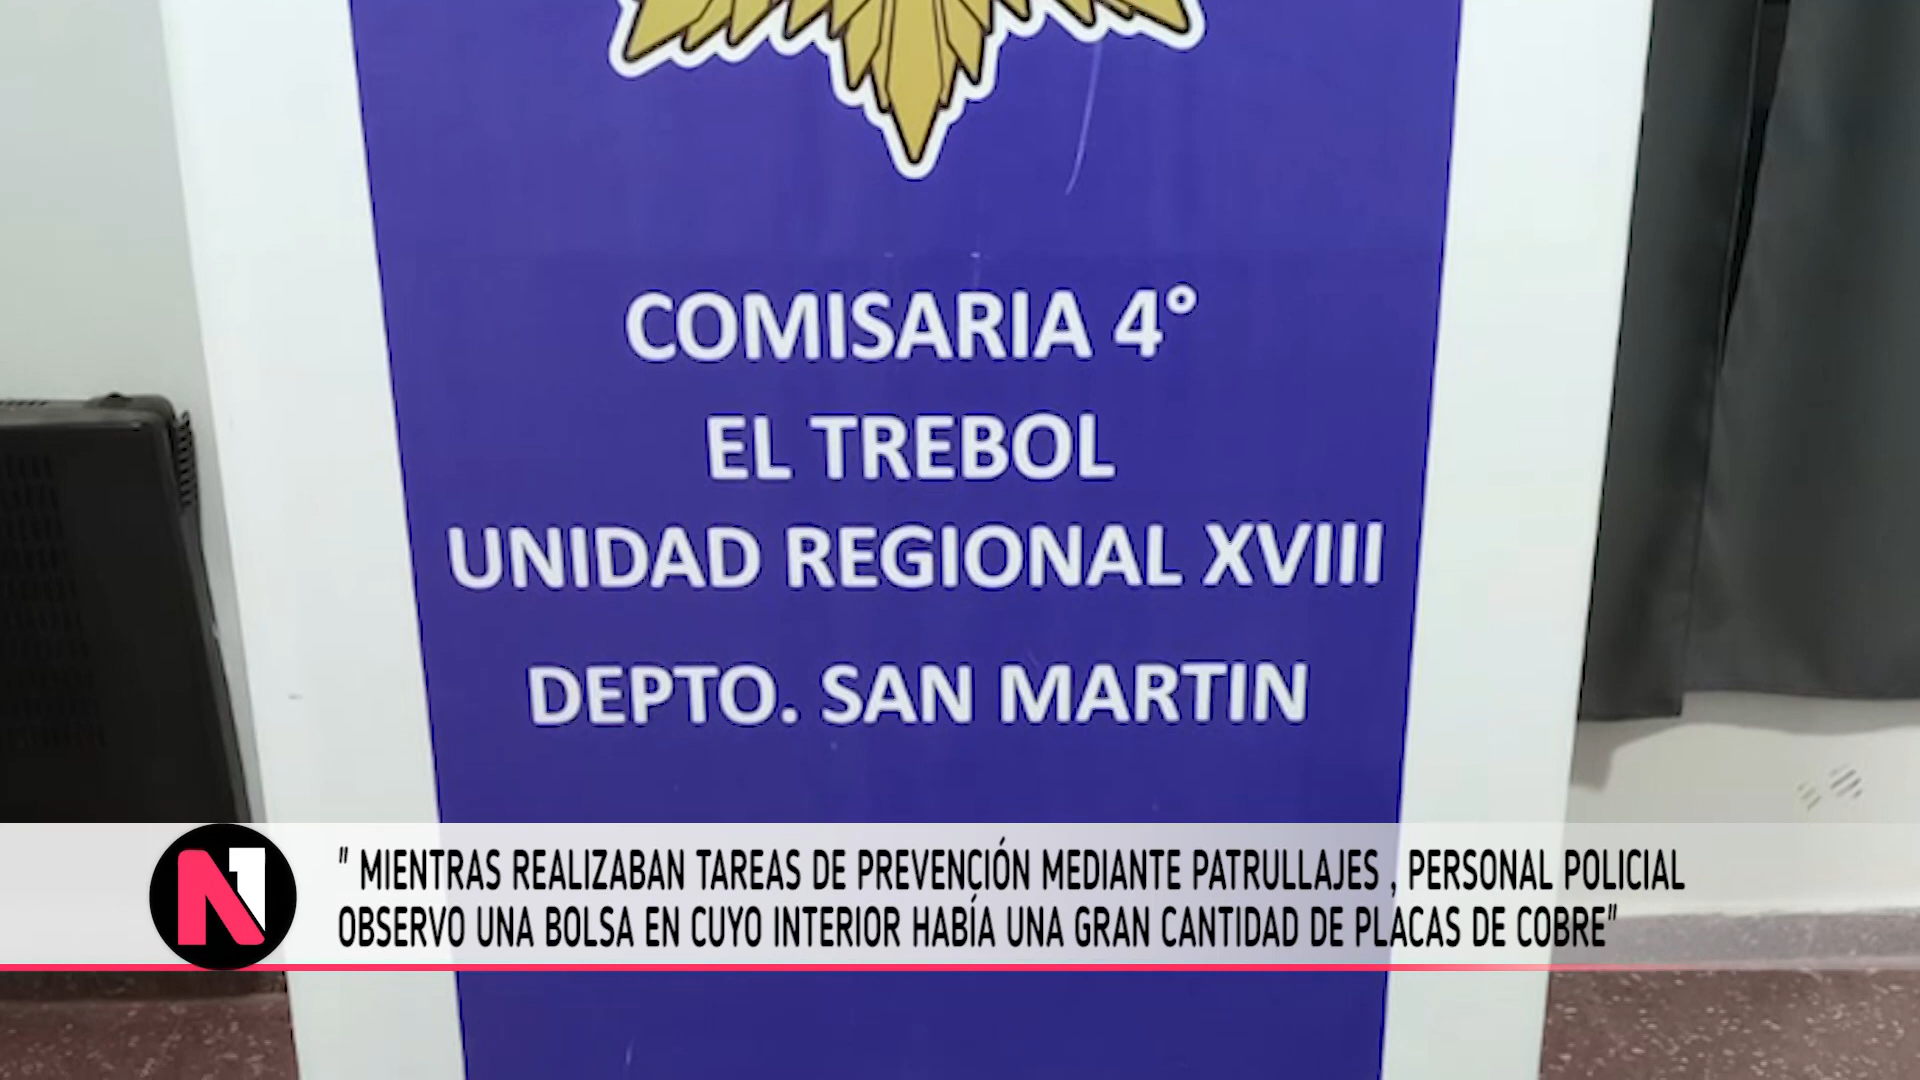 COMISARIA 4°
EL TREBOL
UNIDAD REGIONAL XVIII
DEPTO. SAN MARTIN
N1
" MIENTRAS REALIZABAN TAREAS DE PREVENCIÓN MEDIANTE PATRULLAJES , PERSONAL POLICIAL
OBSERVO UNA BOLSA EN CUYO INTERIOR HABÍA UNA GRAN CANTIDAD DE PLACAS DE COBRE"